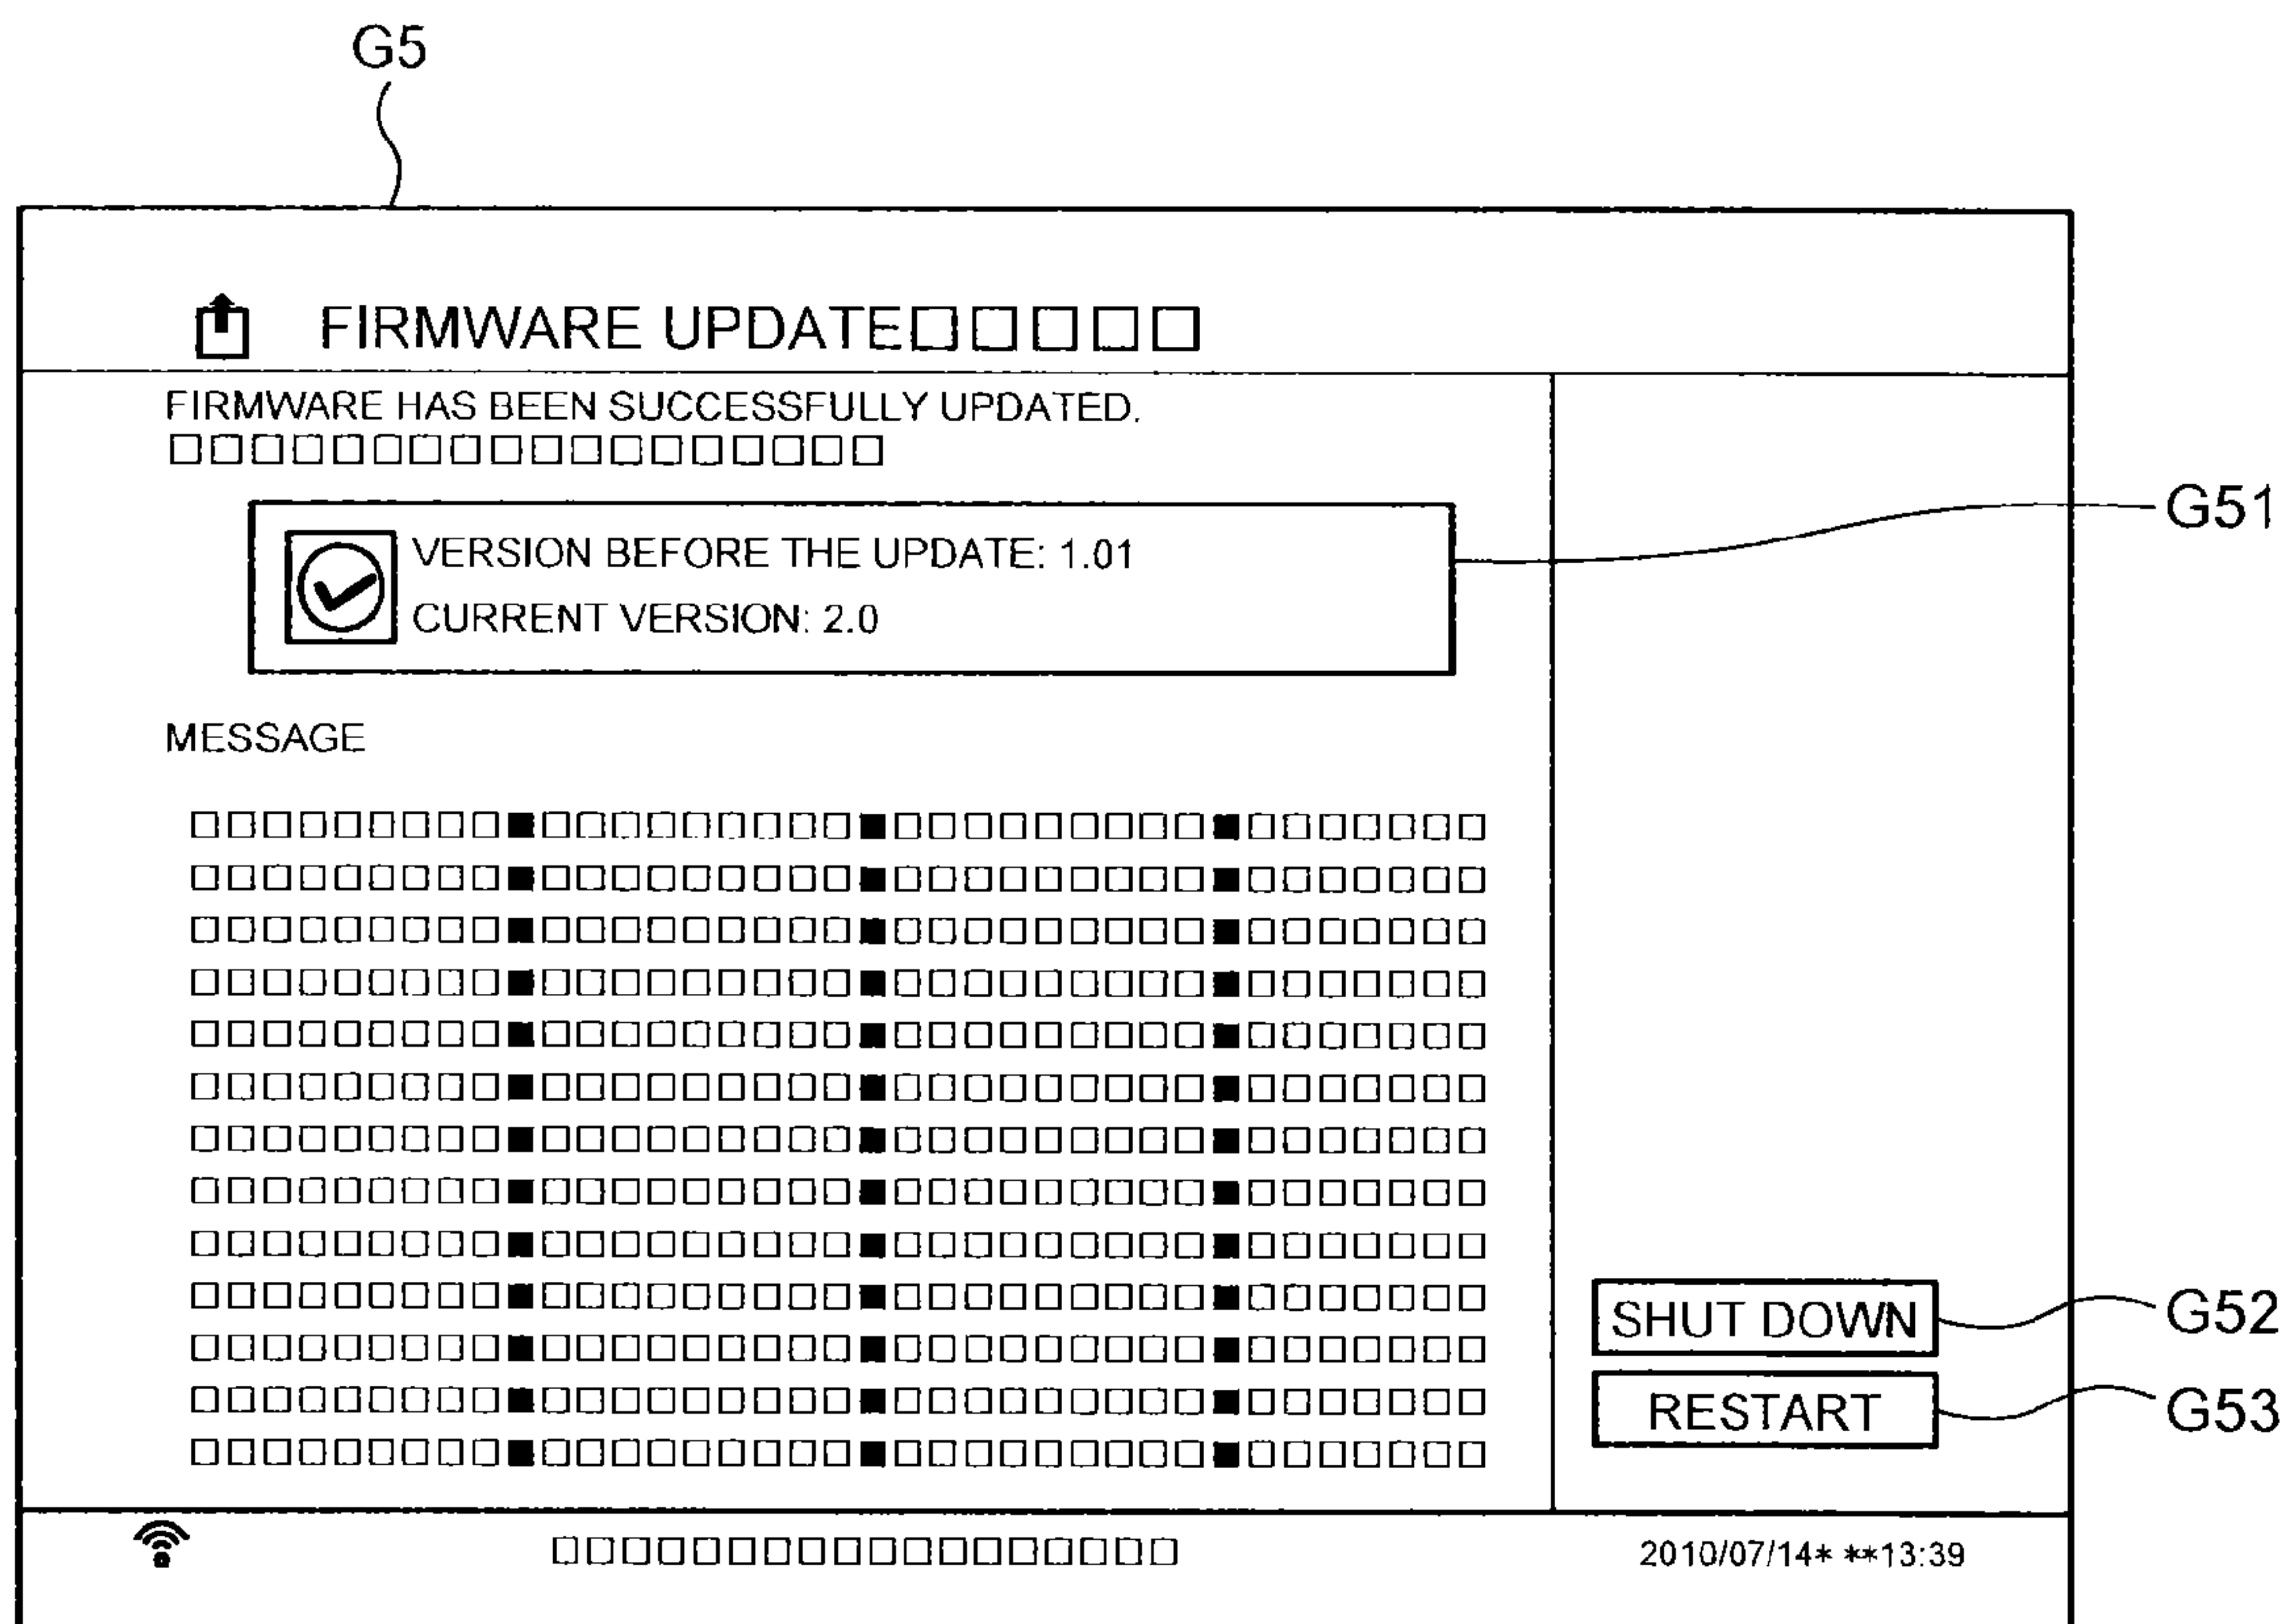 G5
FIRMWARE UPDATE
FIRMWARE HAS BEEN SUCCESSFULLY UPDATED.
G51
VERSION BEFORE THE UPDATE: 1.01
CURRENT VERSION: 2.0
MESSAGE
SHUT DOWN
G52
RESTART
G53
2010/07/14* **13:39